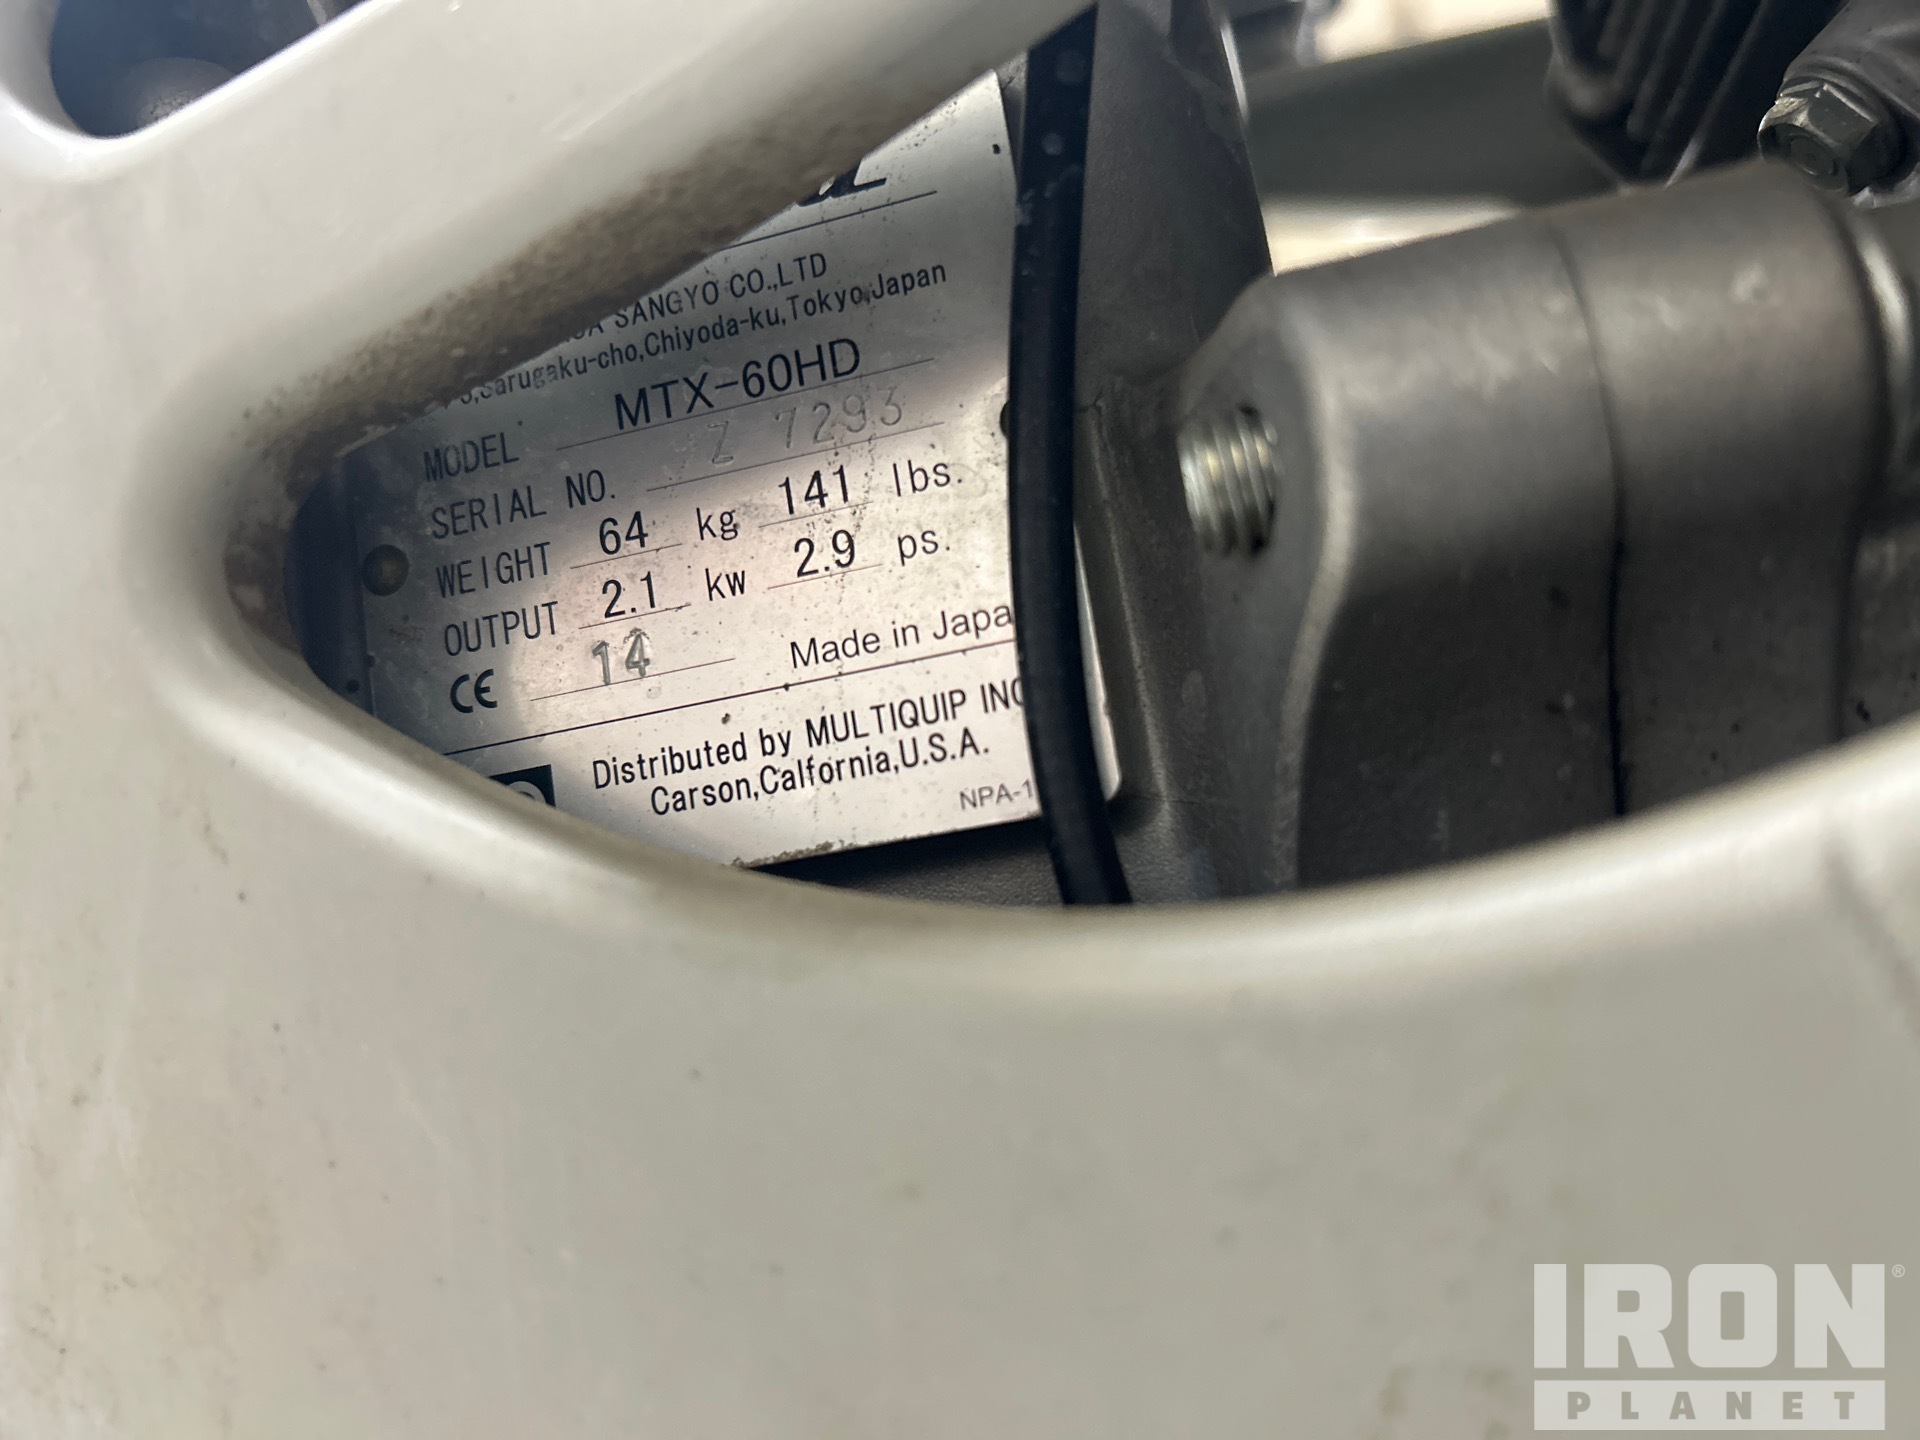 SANGYO CO.,LTD
Sarugaku-cho,Chiyoda-ku,Tokyo,Japan
MODEL MTX-60HD
SERIAL NO. Z 7293
WEIGHT 64 kg 141 lbs.
OUTPUT 2.1 kw 2.9 ps.
CE 14 Made in Japa
Distributed by MULTIQUIP INC
Carson,Calfornia,U.S.A.
NPA-1
IRON®
PLANET